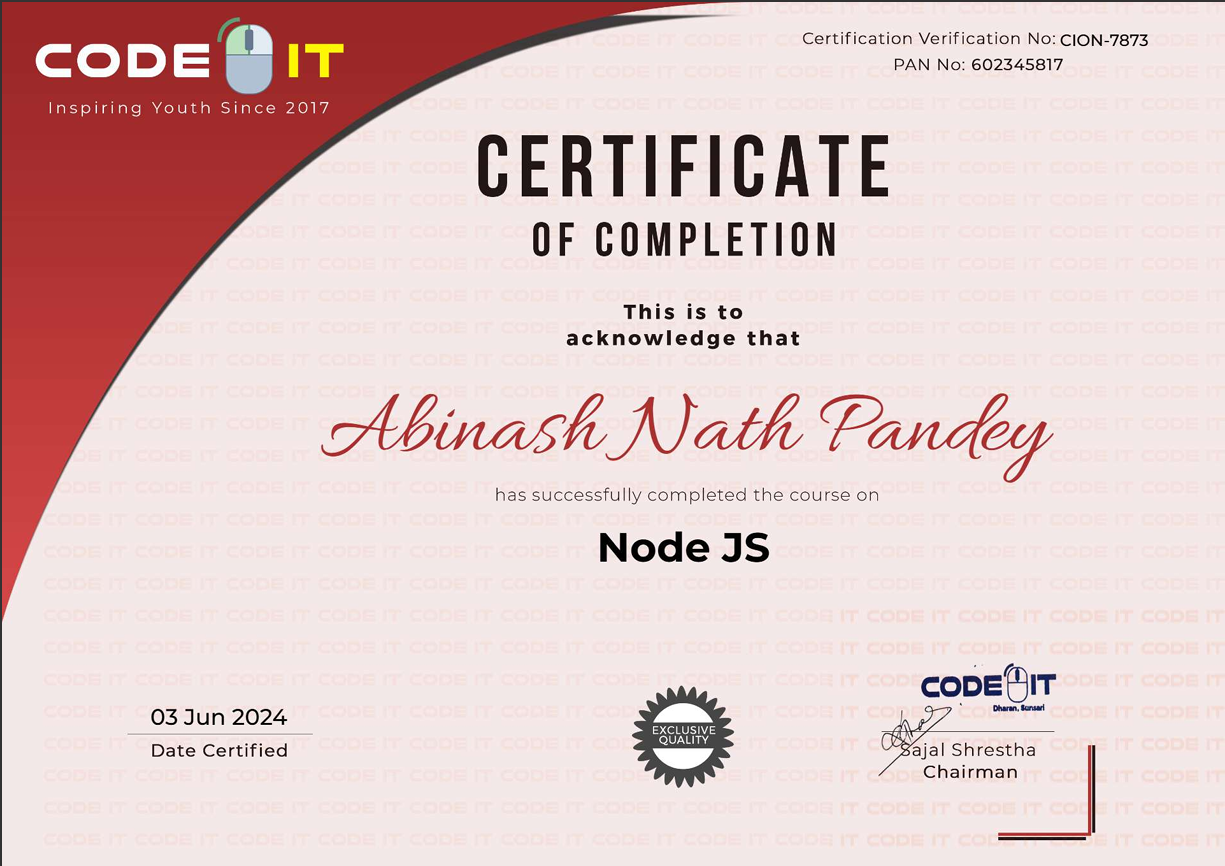 CODE IT
Inspiring Youth Since 2017
Certification Verification No: CION-7873
PAN No: 602345817
CERTIFICATE
OF COMPLETION
This is to
acknowledge that
Abinash Nath Pandey
has successfully completed the course on
Node JS
03 Jun 2024
Date Certified
EXCLUSIVE
QUALITY
CODE IT
Dharan, Sunsari
Sajal Shrestha
Chairman